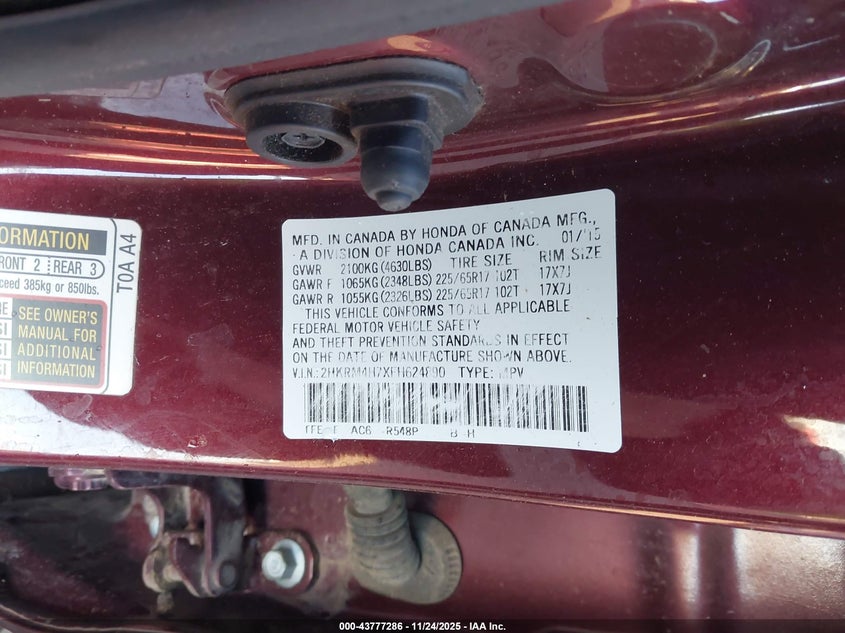 ORMATION
FRONT 2 REAR 3
ceed 385kg or 850lbs.
SEE OWNER'S
MANUAL FOR
ADDITIONAL
INFORMATION
T0A A4
MFD. IN CANADA BY HONDA OF CANADA MFG.,
A DIVISION OF HONDA CANADA INC. 01/'15
GVWR 2100KG(4630LBS) TIRE SIZE RIM SIZE
GAWR F 1065KG(2348LBS) 225/65R17 102T 17X7J
GAWR R 1055KG(2326LBS) 225/65R17 102T 17X7J
THIS VEHICLE CONFORMS TO ALL APPLICABLE
FEDERAL MOTOR VEHICLE SAFETY
AND THEFT PREVENTION STANDARDS IN EFFECT
ON THE DATE OF MANUFACTURE SHOWN ABOVE.
V.I.N.: TYPE: MPV
AC6 R548P
000-43777286 - 11/24/2025 - IAA Inc.